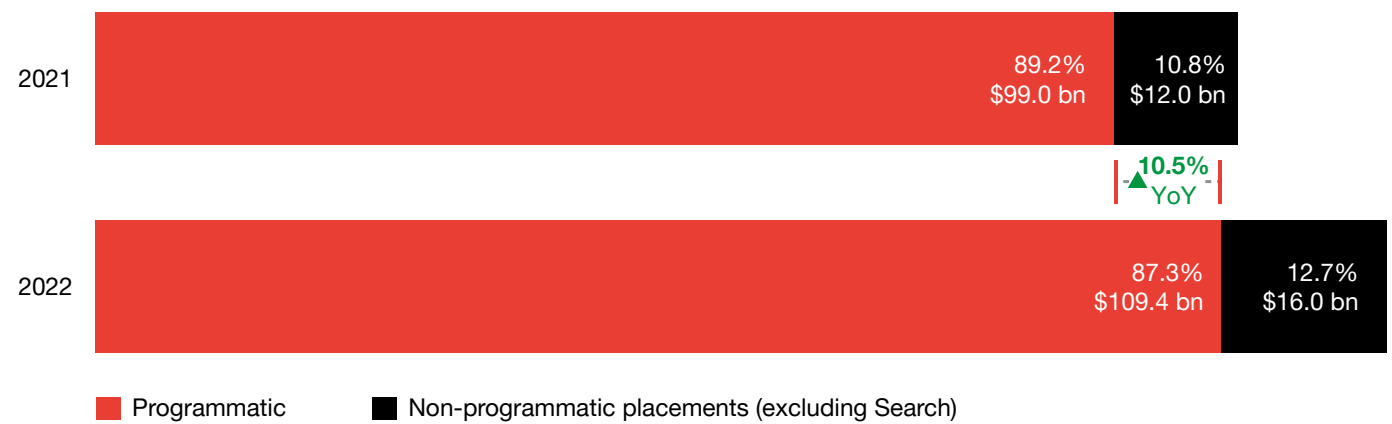 2021
89.2%
$99.0 bn
10.8%
$12.0 bn
10.5%
YoY
2022
87.3%
$109.4 bn
12.7%
$16.0 bn
Programmatic
Non-programmatic placements (excluding Search)